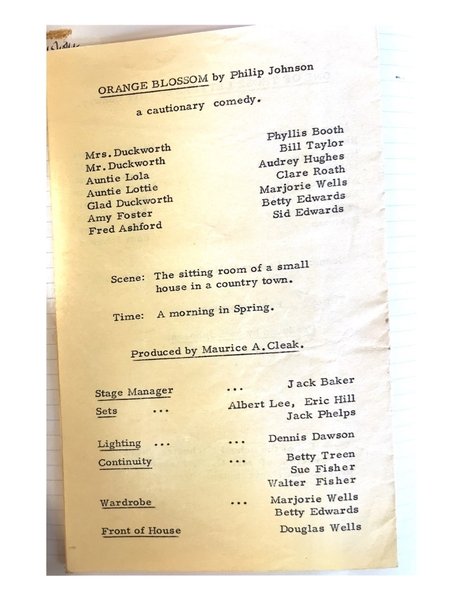 ORANGE BLOSSOM by Philip Johnson
a cautionary comedy.
Mrs. Duckworth Phyllis Booth
Mr. Duckworth Bill Taylor
Auntie Lola Audrey Hughes
Auntie Lottie Clare Roath
Glad Duckworth Marjorie Wells
Amy Foster Betty Edwards
Fred Ashford Sid Edwards
Scene: The sitting room of a small
house in a country town.
Time: A morning in Spring.
Produced by Maurice A. Cleak.
Stage Manager ... Jack Baker
Sets ... Albert Lee, Eric Hill
Jack Phelps
Lighting ... ... Dennis Dawson
Continuity ... Betty Treen
Sue Fisher
Walter Fisher
Wardrobe ... Marjorie Wells
Betty Edwards
Front of House Douglas Wells